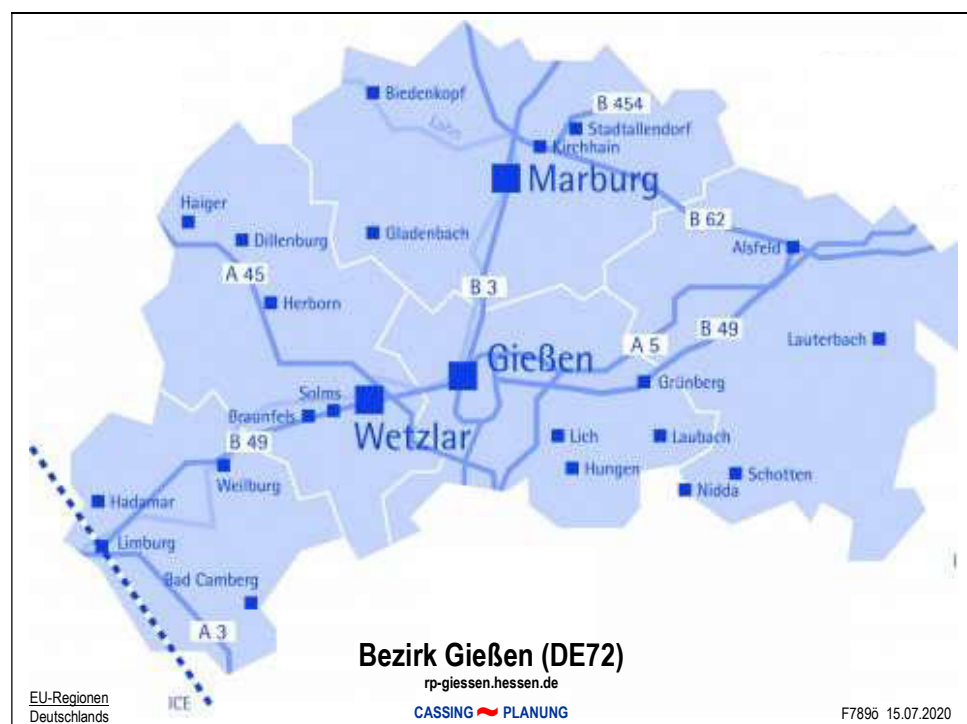 B 454
Biedenkopf
Lahn
Stadtallendorf
Kirchhain
Marburg
Haiger
B 62
Gladenbach
Dillenburg
Alsfeld
A 45
B 3
Herborn
B 49
A 5
Lauterbach
Gießen
Grünberg
Solms
Braunfels
Wetzlar
B 49
Lich
Laubach
Hungen
Schotten
Weilburg
Nidda
Hadamar
Limburg
Bad Camberg
A 3
Bezirk Gießen (DE72)
rp-giessen.hessen.de
ICE
EU-Regionen
Deutschlands
CASSING PLANUNG
F789ö 15.07.2020